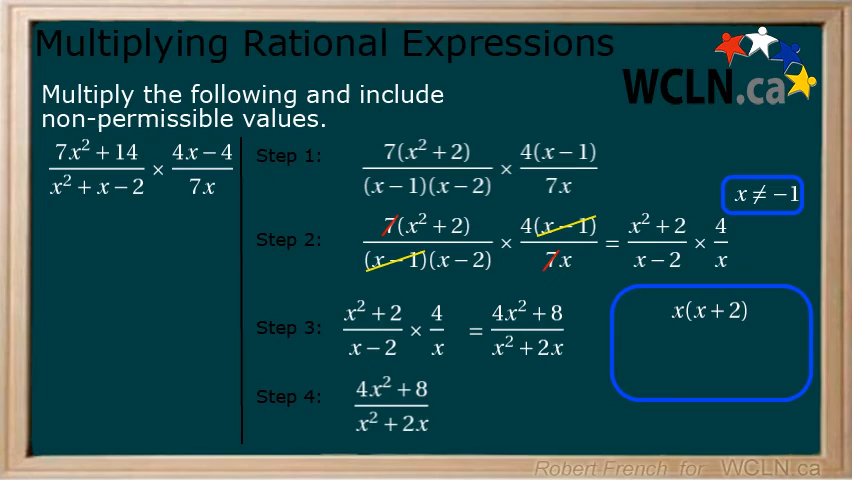 Multiplying Rational Expressions
WCLN.ca
Multiply the following and include
non-permissible values.
(7x² + 14)/(x² + x − 2) × (4x − 4)/(7x)
Step 1: (7(x² + 2))/((x − 1)(x − 2)) × (4(x − 1))/(7x)
x ≠ −1
Step 2: (7(x² + 2))/((x − 1)(x − 2)) × (4(x − 1))/(7x) = (x² + 2)/(x − 2) × 4/x
Step 3: (x² + 2)/(x − 2) × 4/x = (4x² + 8)/(x² + 2x)
x(x + 2)
Step 4: (4x² + 8)/(x² + 2x)
Robert French for WCLN.ca